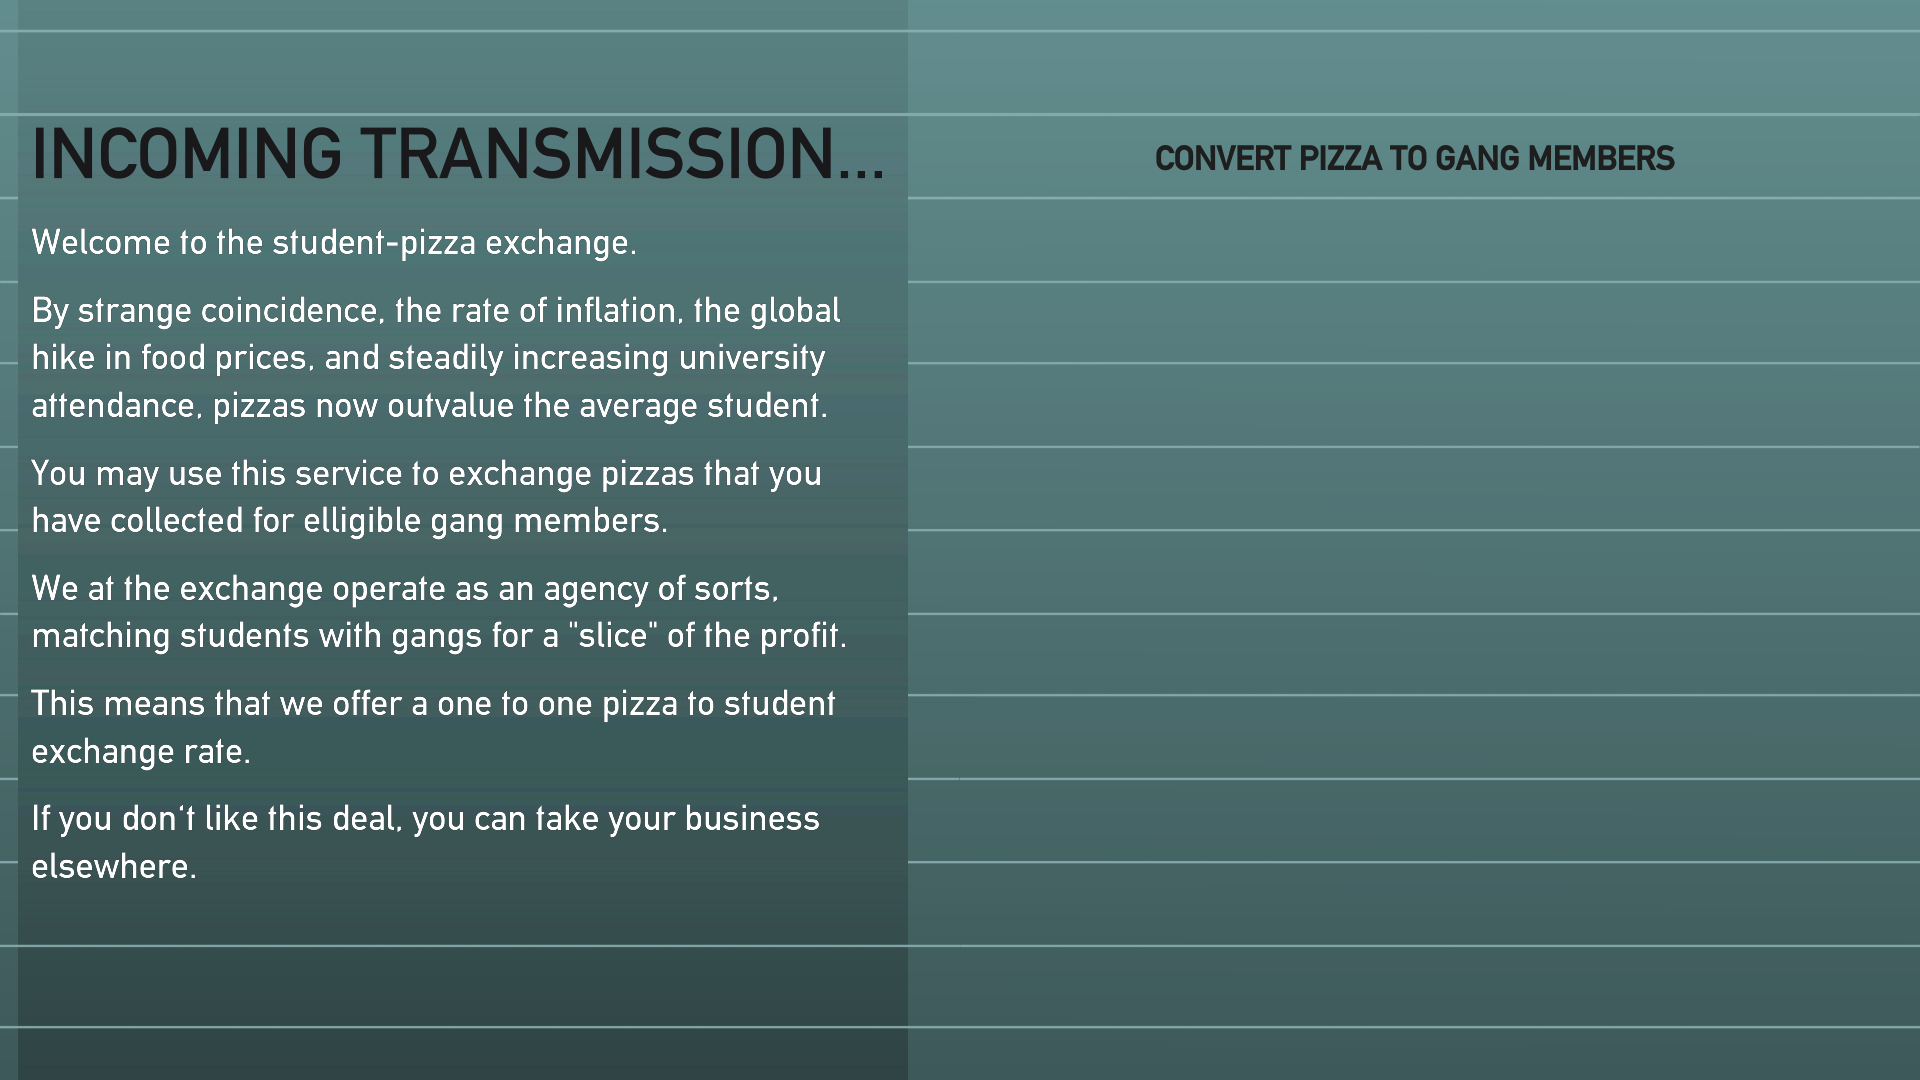 INCOMING TRANSMISSION...
CONVERT PIZZA TO GANG MEMBERS
Welcome to the student-pizza exchange.
By strange coincidence, the rate of inflation, the global
hike in food prices, and steadily increasing university
attendance, pizzas now outvalue the average student.
You may use this service to exchange pizzas that you
have collected for elligible gang members.
We at the exchange operate as an agency of sorts,
matching students with gangs for a "slice" of the profit.
This means that we offer a one to one pizza to student
exchange rate.
If you don't like this deal, you can take your business
elsewhere.